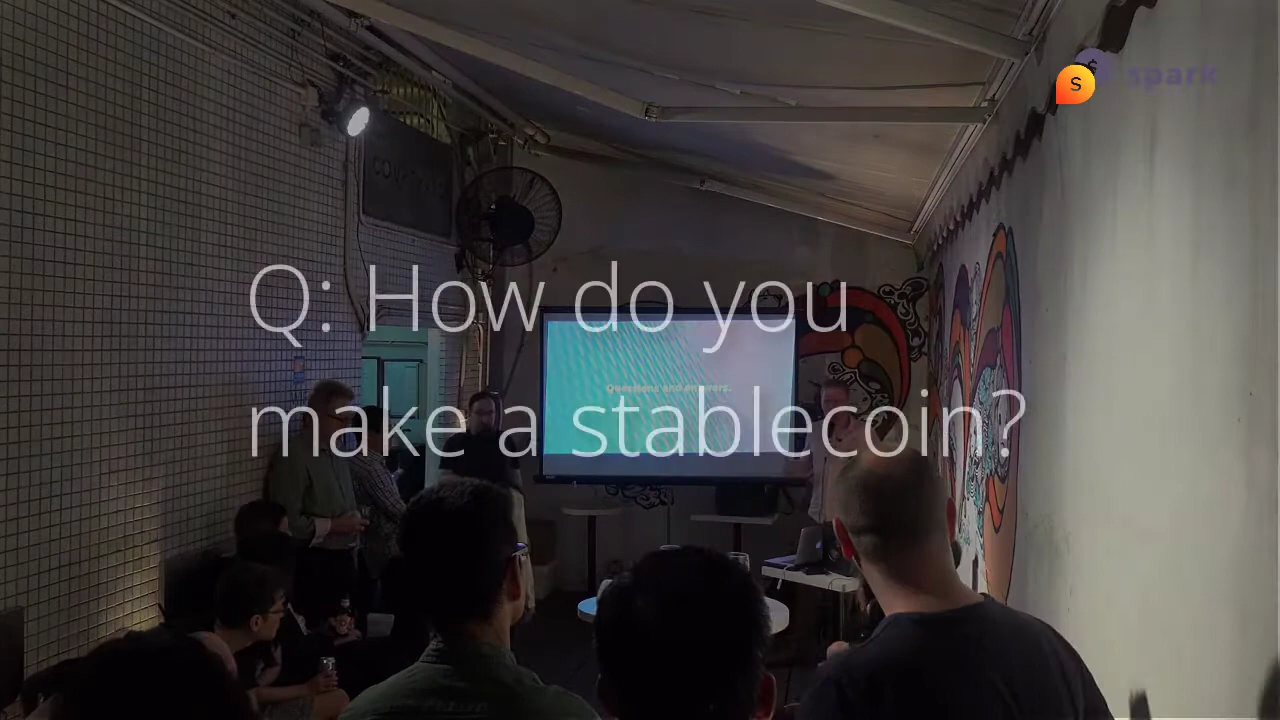 spark
S
Q: How do you
Questions and answers.
make a stablecoin?